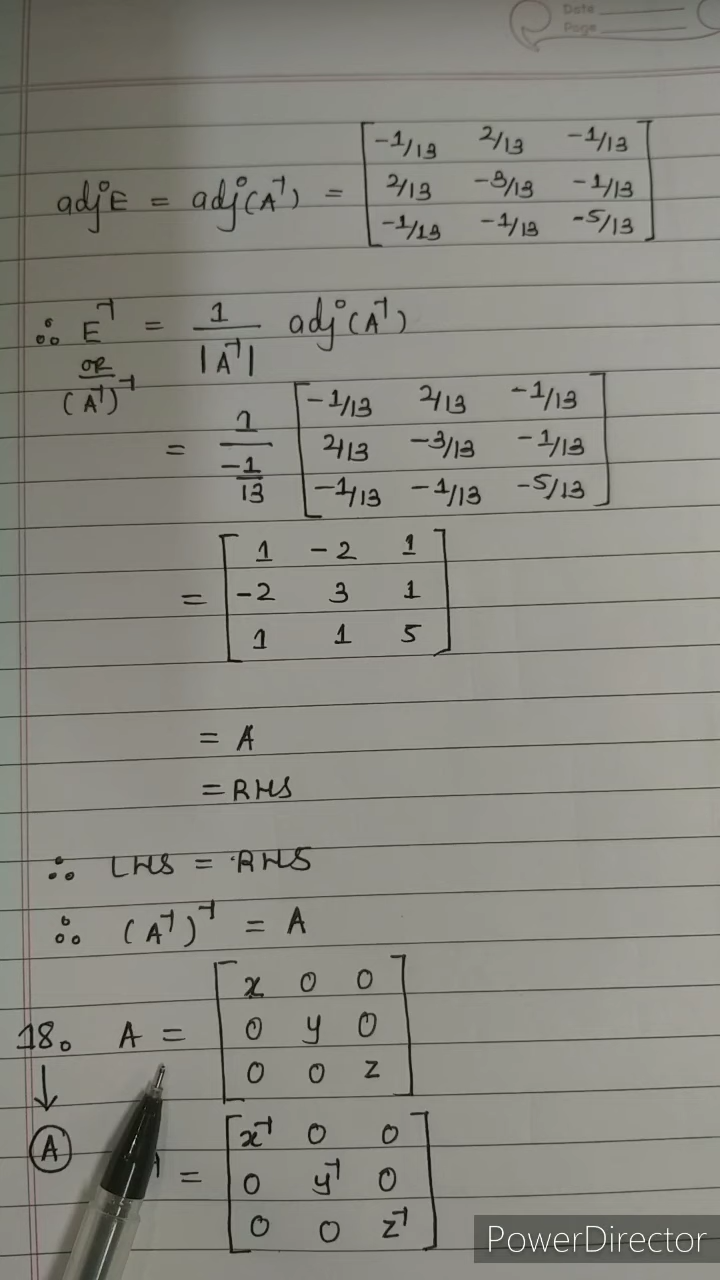 Date
Page
adjE = adj(A⁻¹) = [-1/13 2/13 -1/13
2/13 -3/13 -1/13
-1/13 -1/13 -5/13]
∴ E⁻¹ = 1/|A⁻¹| adj(A⁻¹)
OR
(A⁻¹)⁻¹
= 1/(-1/13) [-1/13 2/13 -1/13
2/13 -3/13 -1/13
-1/13 -1/13 -5/13]
= [1 -2 1
-2 3 1
1 1 5]
= A
= RHS
∴ LHS = RHS
∴ (A⁻¹)⁻¹ = A
18. A = [x 0 0
0 y 0
0 0 z]
↓
(A)
= [x⁻¹ 0 0
0 y⁻¹ 0
0 0 z⁻¹]
PowerDirector